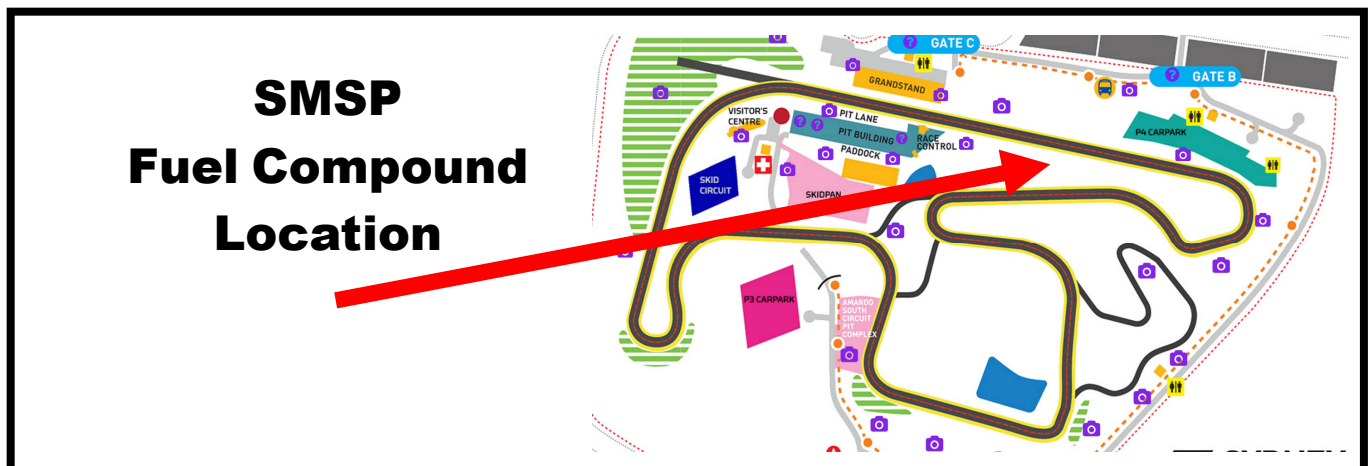 SMSP
Fuel Compound
Location
GATE C
GATE B
GRANDSTAND
VISITOR'S
CENTRE
PIT LANE
PIT BUILDING
RACE
CONTROL
PADDOCK
P4 CARPARK
SKID
CIRCUIT
SKIDPAN
P3 CARPARK
AMAROO
SOUTH
CIRCUIT
PIT
COMPLEX